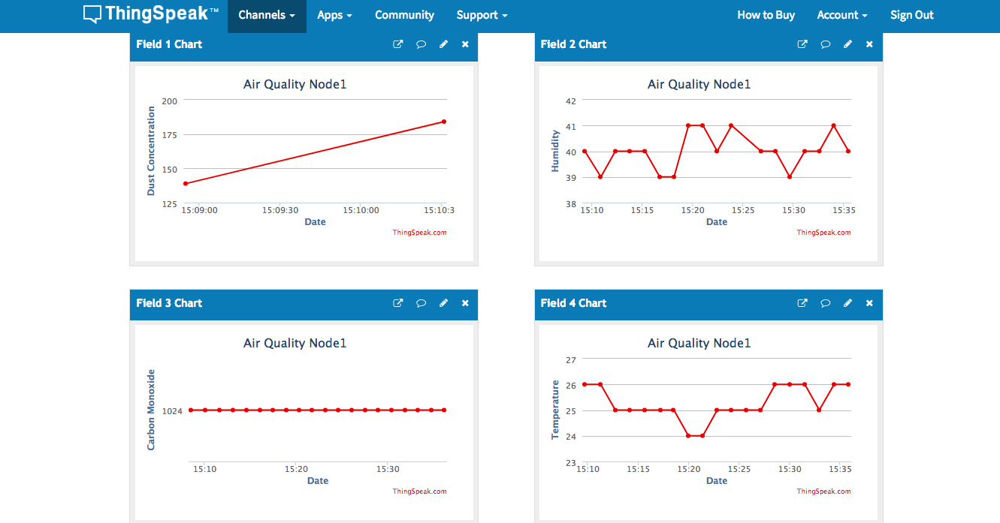 ThingSpeak™ Channels Apps Community Support How to Buy Account Sign Out
Field 1 Chart
Air Quality Node1
Dust Concentration
200
175
150
125
15:09:00 15:09:30 15:10:00 15:10:3
Date
ThingSpeak.com
Field 2 Chart
Air Quality Node1
Humidity
42
41
40
39
38
15:10 15:15 15:20 15:25 15:30 15:35
Date
ThingSpeak.com
Field 3 Chart
Air Quality Node1
Carbon Monoxide
1024
15:10 15:20 15:30
Date
ThingSpeak.com
Field 4 Chart
Air Quality Node1
Temperature
27
26
25
24
23
15:10 15:15 15:20 15:25 15:30 15:35
Date
ThingSpeak.com